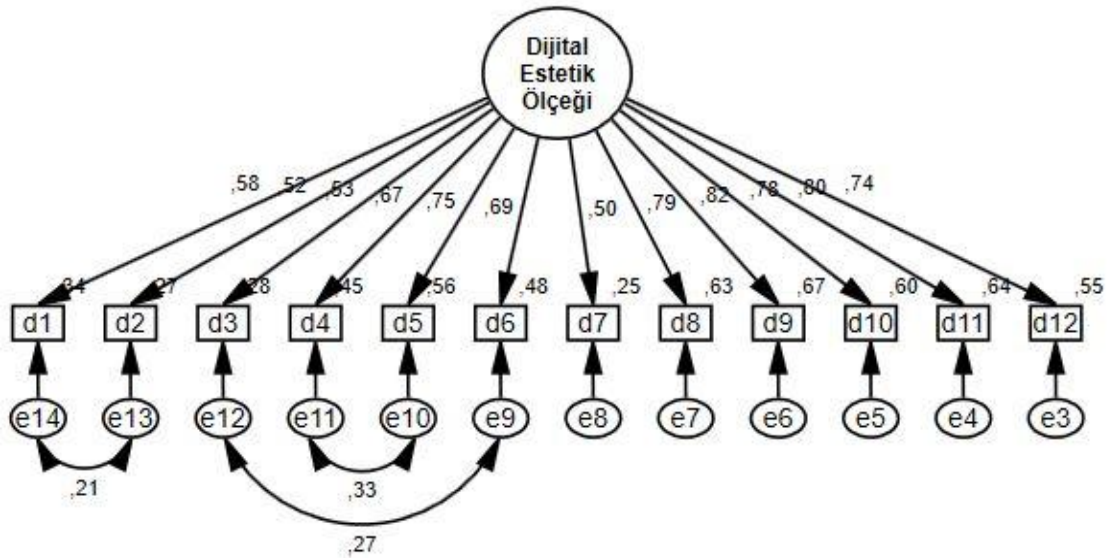 Dijital
Estetik
Ölçeği
,58 ,52 ,53 ,67 ,75 ,69 ,50 ,79 ,82 ,78 ,80 ,74
,34 ,27 ,28 ,45 ,56 ,48 ,25 ,63 ,67 ,60 ,64 ,55
d1 d2 d3 d4 d5 d6 d7 d8 d9 d10 d11 d12
e14 e13 e12 e11 e10 e9 e8 e7 e6 e5 e4 e3
,21 ,33
,27